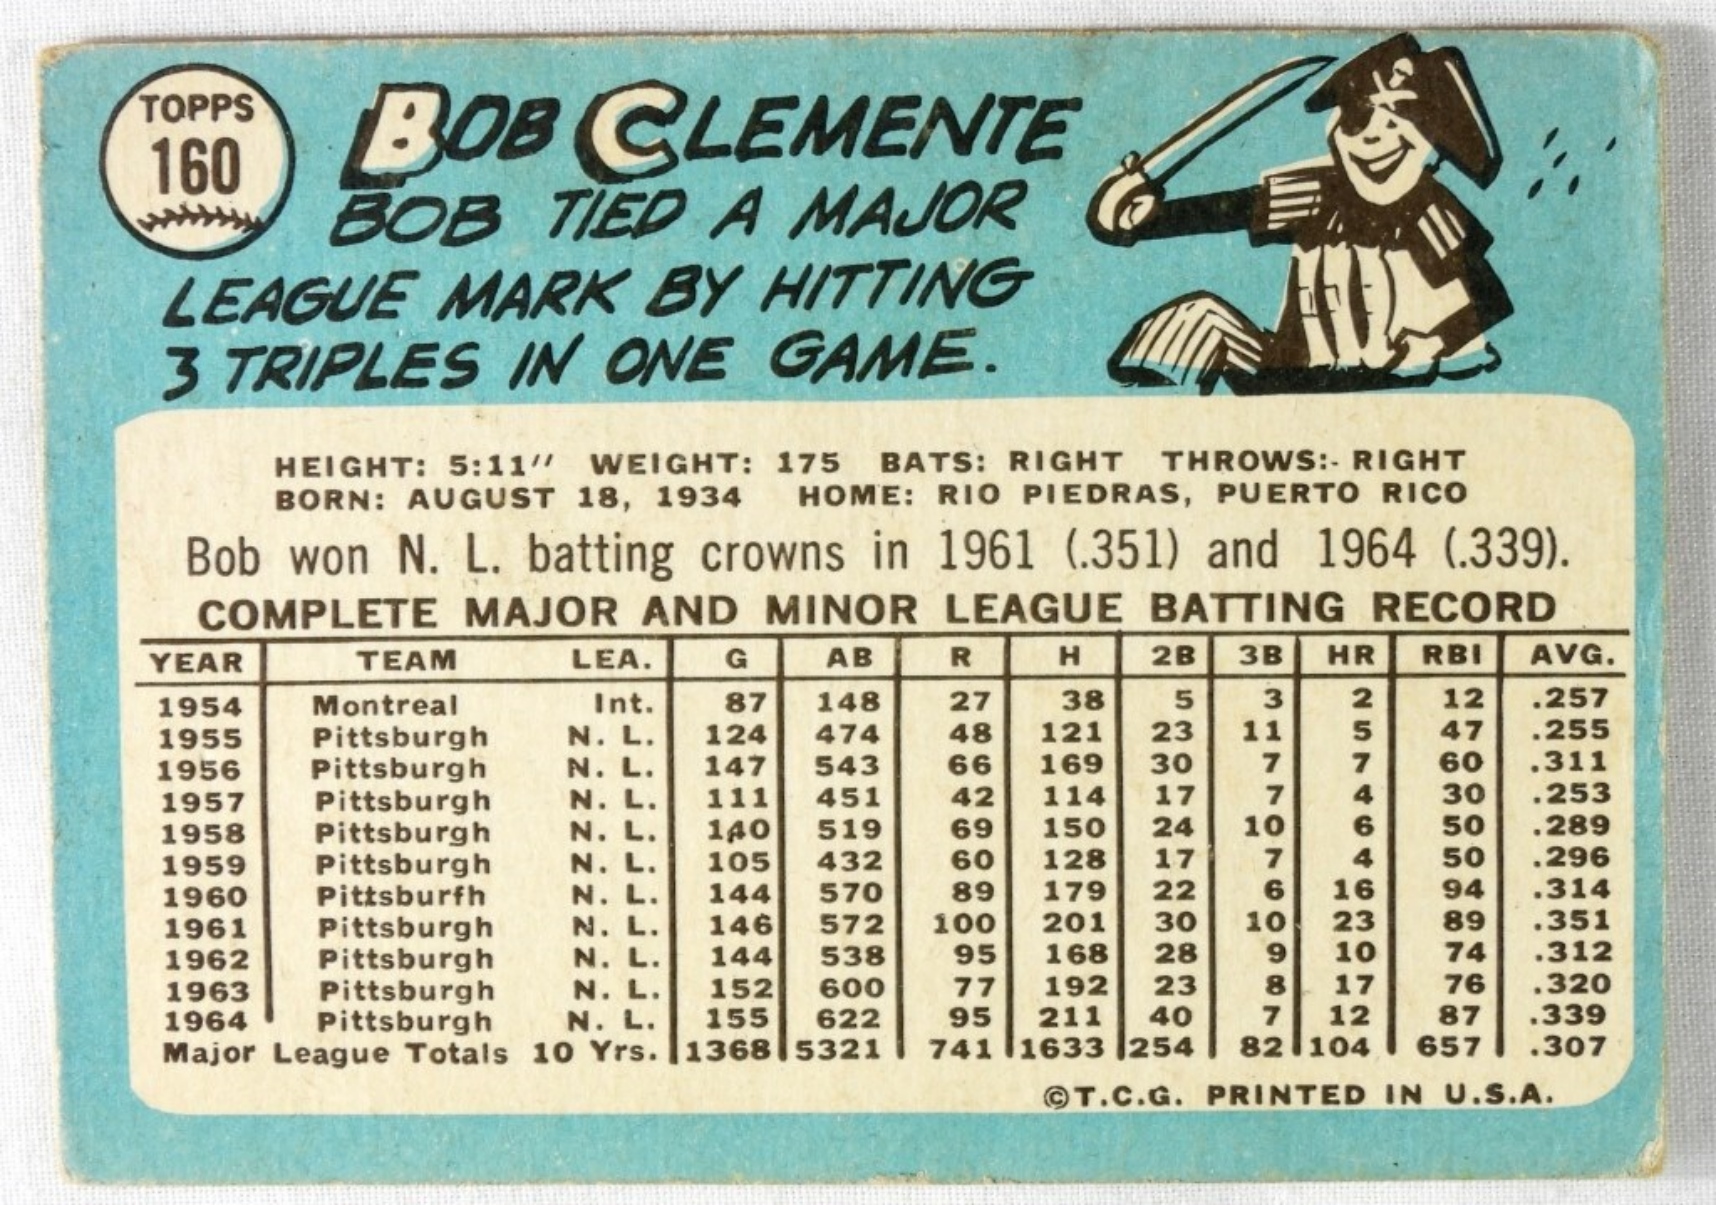 TOPPS
160
BOB CLEMENTE
BOB TIED A MAJOR
LEAGUE MARK BY HITTING
3 TRIPLES IN ONE GAME.
HEIGHT: 5:11″ WEIGHT: 175 BATS: RIGHT THROWS:- RIGHT
BORN: AUGUST 18, 1934 HOME: RIO PIEDRAS, PUERTO RICO
Bob won N. L. batting crowns in 1961 (.351) and 1964 (.339).
COMPLETE MAJOR AND MINOR LEAGUE BATTING RECORD
YEAR TEAM LEA. G AB R H 2B 3B HR RBI AVG.
1954 Montreal Int. 87 148 27 38 5 3 2 12 .257
1955 Pittsburgh N. L. 124 474 48 121 23 11 5 47 .255
1956 Pittsburgh N. L. 147 543 66 169 30 7 7 60 .311
1957 Pittsburgh N. L. 111 451 42 114 17 7 4 30 .253
1958 Pittsburgh N. L. 140 519 69 150 24 10 6 50 .289
1959 Pittsburgh N. L. 105 432 60 128 17 7 4 50 .296
1960 Pittsburfh N. L. 144 570 89 179 22 6 16 94 .314
1961 Pittsburgh N. L. 146 572 100 201 30 10 23 89 .351
1962 Pittsburgh N. L. 144 538 95 168 28 9 10 74 .312
1963 Pittsburgh N. L. 152 600 77 192 23 8 17 76 .320
1964 Pittsburgh N. L. 155 622 95 211 40 7 12 87 .339
Major League Totals 10 Yrs. 1368 5321 741 1633 254 82 104 657 .307
©T.C.G. PRINTED IN U.S.A.